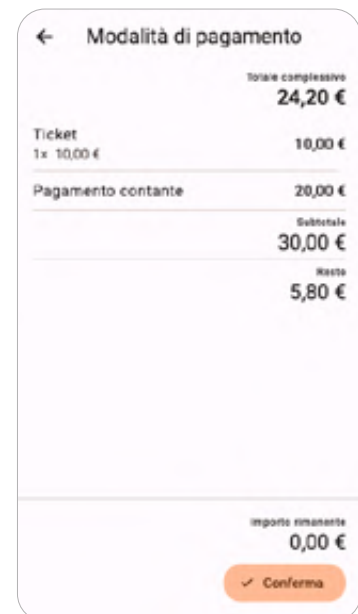 Modalità di pagamento
Totale complessivo
24,20 €
Ticket
10,00 €
1x 10,00 €
Pagamento contante 20,00 €
Subtotale
30,00 €
Resto
5,80 €
Importo rimanente
0,00 €
Conferma